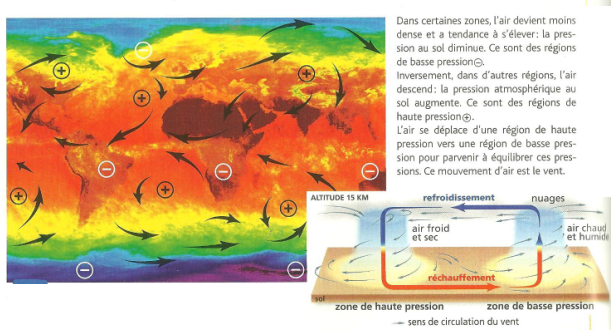 Dans certaines zones, l'air devient moins
dense et a tendance à s'élever: la pres-
sion au sol diminue. Ce sont des régions
de basse pression⊖.
Inversement, dans d'autres régions, l'air
descend: la pression atmosphérique au
sol augmente. Ce sont des régions de
haute pression⊕.
L'air se déplace d'une région de haute
pression vers une région de basse pres-
sion pour parvenir à équilibrer ces pres-
sions. Ce mouvement d'air est le vent.
ALTITUDE 15 KM
refroidissement
nuages
air froid
et sec
air chaud
et humide
réchauffement
sol
zone de haute pression
zone de basse pression
→ sens de circulation du vent